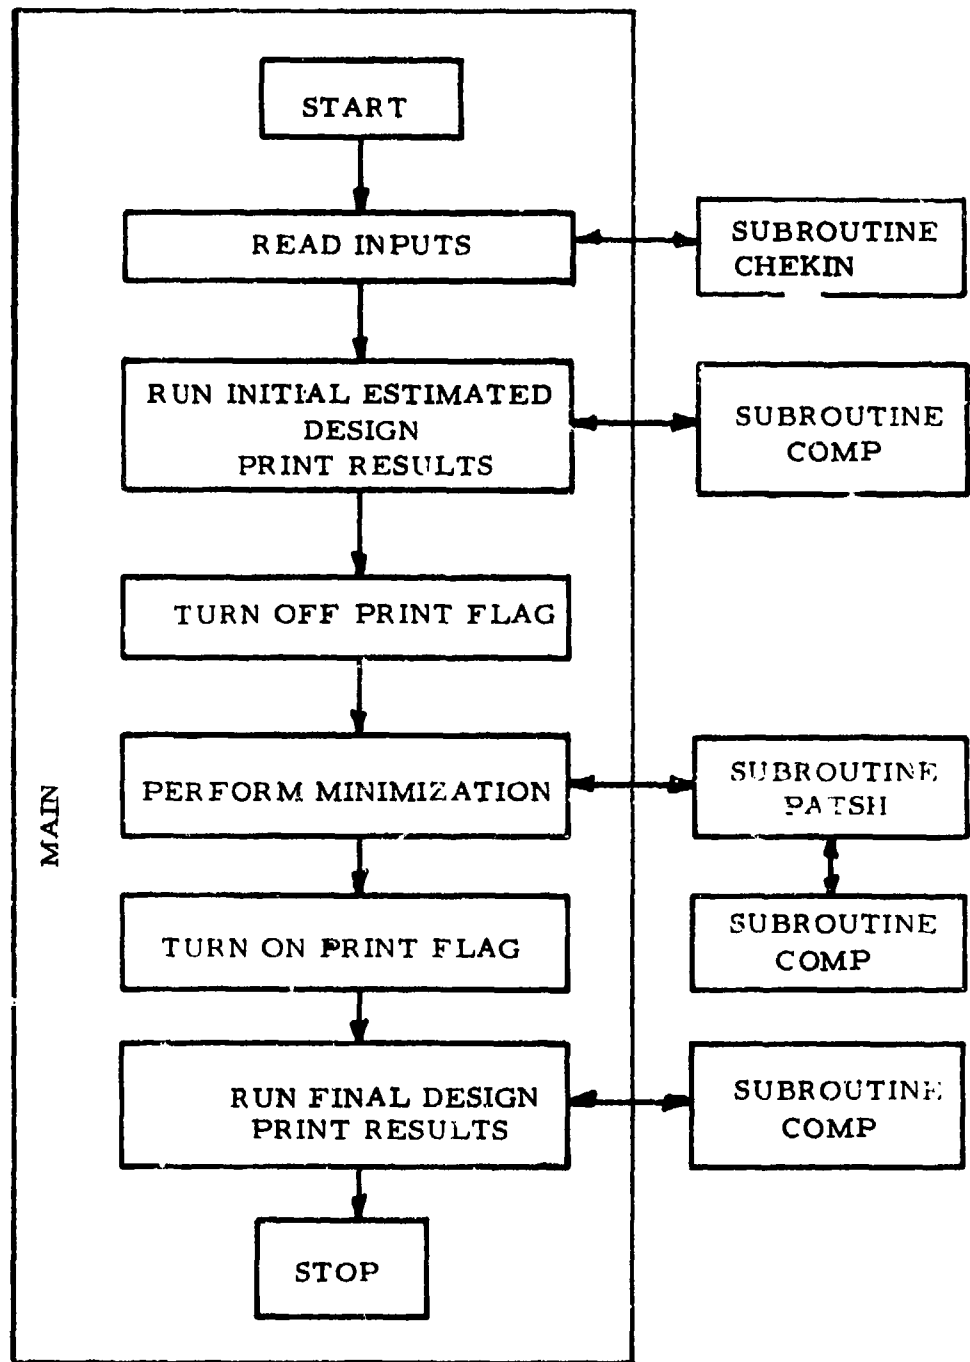 START
READ INPUTS
SUBROUTINE
CHEKIN
RUN INITIAL ESTIMATED
DESIGN
PRINT RESULTS
SUBROUTINE
COMP
TURN OFF PRINT FLAG
PERFORM MINIMIZATION
SUBROUTINE
PATSH
MAIN
TURN ON PRINT FLAG
SUBROUTINE
COMP
RUN FINAL DESIGN
PRINT RESULTS
SUBROUTINE
COMP
STOP